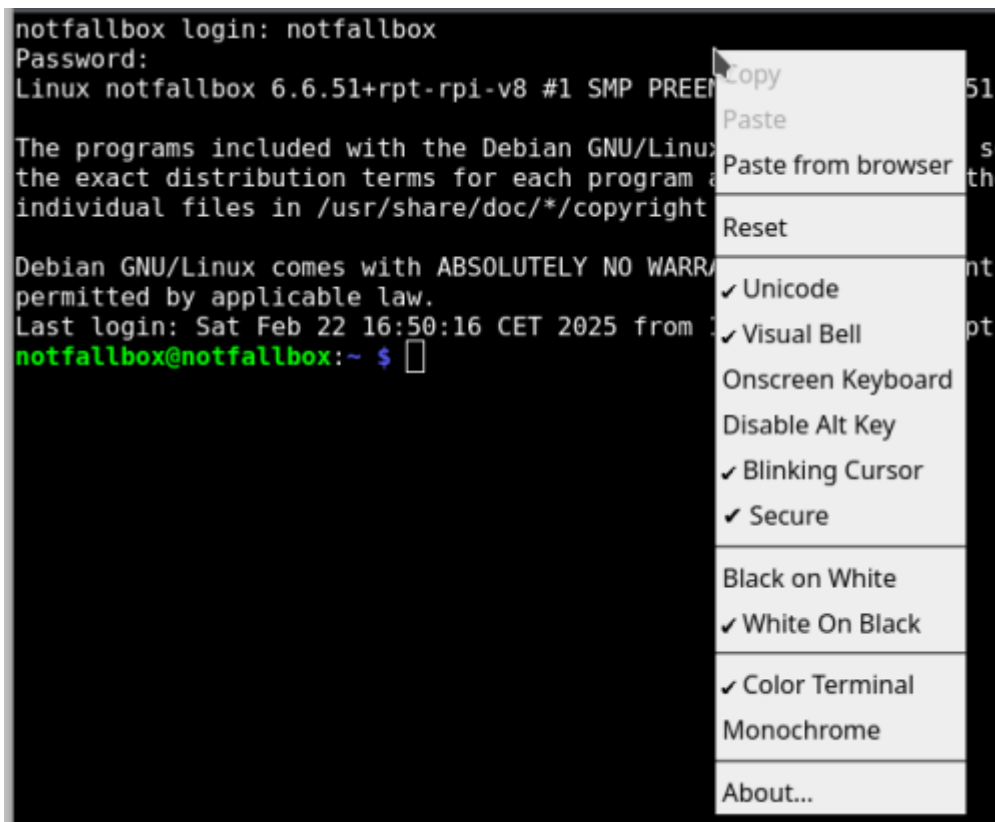 notfallbox login: notfallbox
Password:
Linux notfallbox 6.6.51+rpt-rpi-v8 #1 SMP 51
The programs included with the Debian s
the exact distribution terms for each program th
individual files in /usr/share/doc/*/copyright
Debian GNU/Linux comes with ABSOLUTELY NO nt
permitted by applicable law.
Last login: Sat Feb 22 16:50:16 CET 2025 from pt
notfallbox@notfallbox:~ $
Copy
Paste
Paste from browser
Reset
✓ Unicode
✓ Visual Bell
Onscreen Keyboard
Disable Alt Key
✓ Blinking Cursor
✓ Secure
Black on White
✓ White On Black
✓ Color Terminal
Monochrome
About...